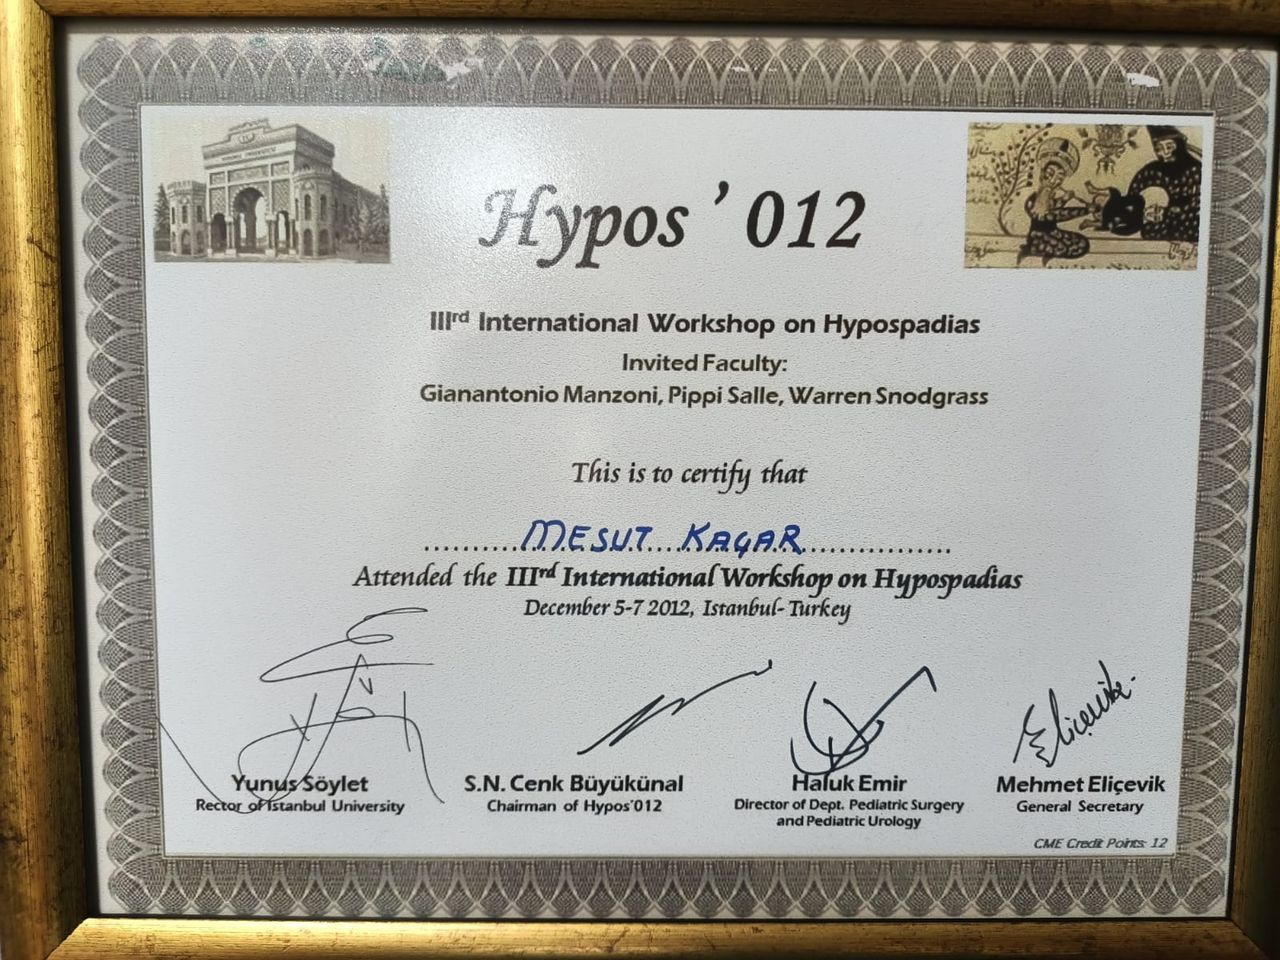 Hypos '012
IIIrd International Workshop on Hypospadias
Invited Faculty:
Gianantonio Manzoni, Pippi Salle, Warren Snodgrass
This is to certify that
MESUT KAÇAR
Attended the IIIrd International Workshop on Hypospadias
December 5-7 2012, Istanbul-Turkey
Yunus Söylet
Rector of Istanbul University
S.N. Cenk Büyükünal
Chairman of Hypos'012
Haluk Emir
Director of Dept. Pediatric Surgery
and Pediatric Urology
Mehmet Eliçevik
General Secretary
CME Credit Points: 12